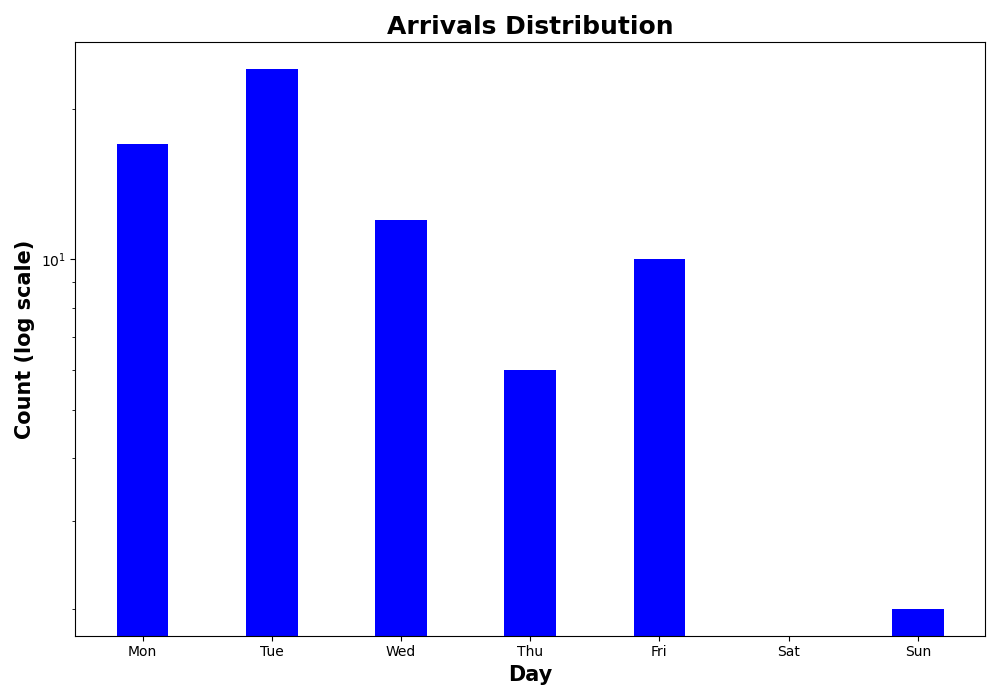 Arrivals Distribution
Count (log scale)
10¹
Mon Tue Wed Thu Fri Sat Sun
Day